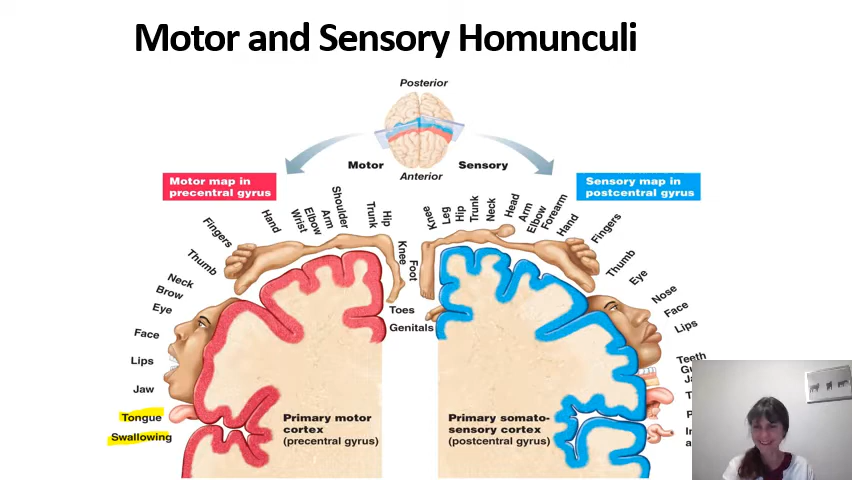 Motor and Sensory Homunculi
Posterior
Motor
Sensory
Anterior
Motor map in
precentral gyrus
Sensory map in
postcentral gyrus
Fingers
Hand
Wrist
Elbow
Arm
Shoulder
Trunk
Hip
Knee
Foot
Toes
Genitals
Thumb
Neck
Brow
Eye
Face
Lips
Jaw
Tongue
Swallowing
Knee
Leg
Hip
Trunk
Neck
Head
Arm
Elbow
Forearm
Hand
Fingers
Thumb
Eye
Nose
Face
Lips
Teeth
Primary motor
cortex
(precentral gyrus)
Primary somato-
sensory cortex
(postcentral gyrus)